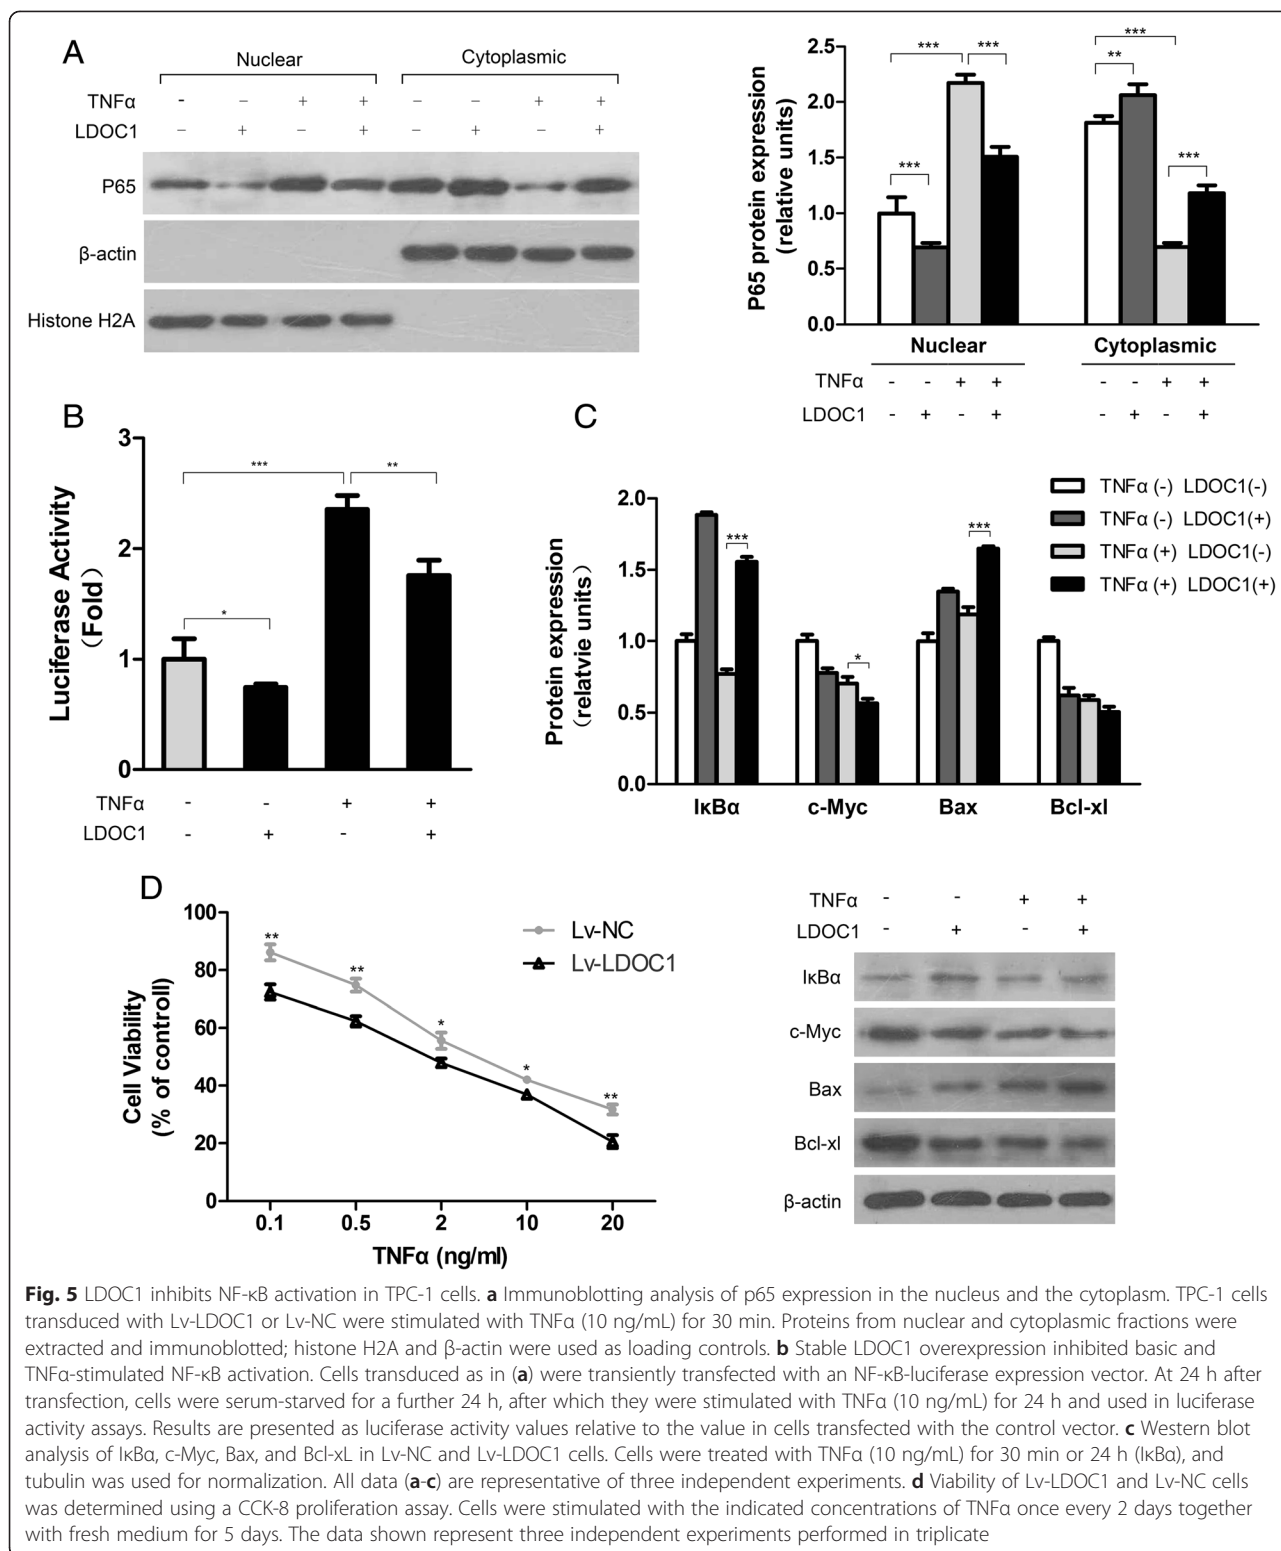 A
Nuclear Cytoplasmic
TNFα - – + + – – + +
LDOC1 – + – + – + – +
P65
β-actin
Histone H2A
P65 protein expression
(relative units)
2.5
2.0
1.5
1.0
0.5
0.0
*** *** *** *** ** ***
Nuclear Cytoplasmic
TNFα - - + + - - + +
LDOC1 - + - + - + - +
B
Luciferase Activity
(Fold)
3
2
1
0
*** ** *
TNFα - - + +
LDOC1 - + - +
C
Protein expression
(relatvie units)
2.0
1.5
1.0
0.5
0.0
*** * ***
IκBα c-Myc Bax Bcl-xl
TNFα (-) LDOC1(-)
TNFα (-) LDOC1(+)
TNFα (+) LDOC1(-)
TNFα (+) LDOC1(+)
D
Cell Viability
(% of controll)
100
80
60
40
20
0
** ** * * **
Lv-NC
Lv-LDOC1
0.1 0.5 2 10 20
TNFα (ng/ml)
TNFα - - + +
LDOC1 - + - +
IκBα
c-Myc
Bax
Bcl-xl
β-actin
Fig. 5 LDOC1 inhibits NF-κB activation in TPC-1 cells. a Immunoblotting analysis of p65 expression in the nucleus and the cytoplasm. TPC-1 cells
transduced with Lv-LDOC1 or Lv-NC were stimulated with TNFα (10 ng/mL) for 30 min. Proteins from nuclear and cytoplasmic fractions were
extracted and immunoblotted; histone H2A and β-actin were used as loading controls. b Stable LDOC1 overexpression inhibited basic and
TNFα-stimulated NF-κB activation. Cells transduced as in (a) were transiently transfected with an NF-κB-luciferase expression vector. At 24 h after
transfection, cells were serum-starved for a further 24 h, after which they were stimulated with TNFα (10 ng/mL) for 24 h and used in luciferase
activity assays. Results are presented as luciferase activity values relative to the value in cells transfected with the control vector. c Western blot
analysis of IκBα, c-Myc, Bax, and Bcl-xL in Lv-NC and Lv-LDOC1 cells. Cells were treated with TNFα (10 ng/mL) for 30 min or 24 h (IκBα), and
tubulin was used for normalization. All data (a-c) are representative of three independent experiments. d Viability of Lv-LDOC1 and Lv-NC cells
was determined using a CCK-8 proliferation assay. Cells were stimulated with the indicated concentrations of TNFα once every 2 days together
with fresh medium for 5 days. The data shown represent three independent experiments performed in triplicate